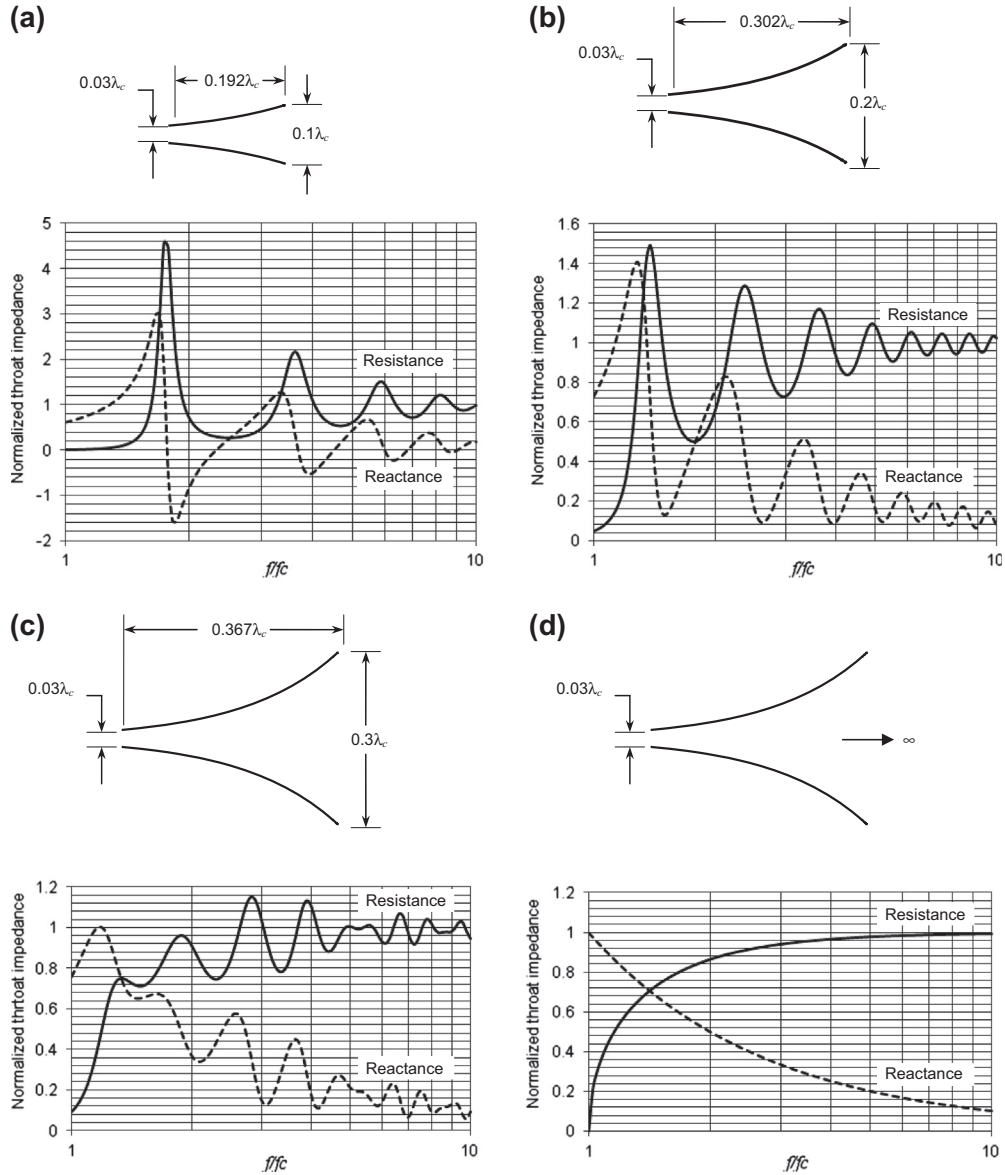 (a)
0.192λc
0.03λc
0.1λc
Normalized throat impedance
5
4
3
2
1
0
-1
-2
Resistance
Reactance
1
10
f/fc
(b)
0.302λc
0.03λc
0.2λc
Normalized throat impedance
1.6
1.4
1.2
1
0.8
0.6
0.4
0.2
0
Resistance
Reactance
1
10
f/fc
(c)
0.367λc
0.03λc
0.3λc
Normalized thrtoat impedance
1.2
1
0.8
0.6
0.4
0.2
0
Resistance
Reactance
1
10
f/fc
(d)
0.03λc
∞
Normalized throat impedance
1.2
1
0.8
0.6
0.4
0.2
0
Resistance
Reactance
1
10
f/fc